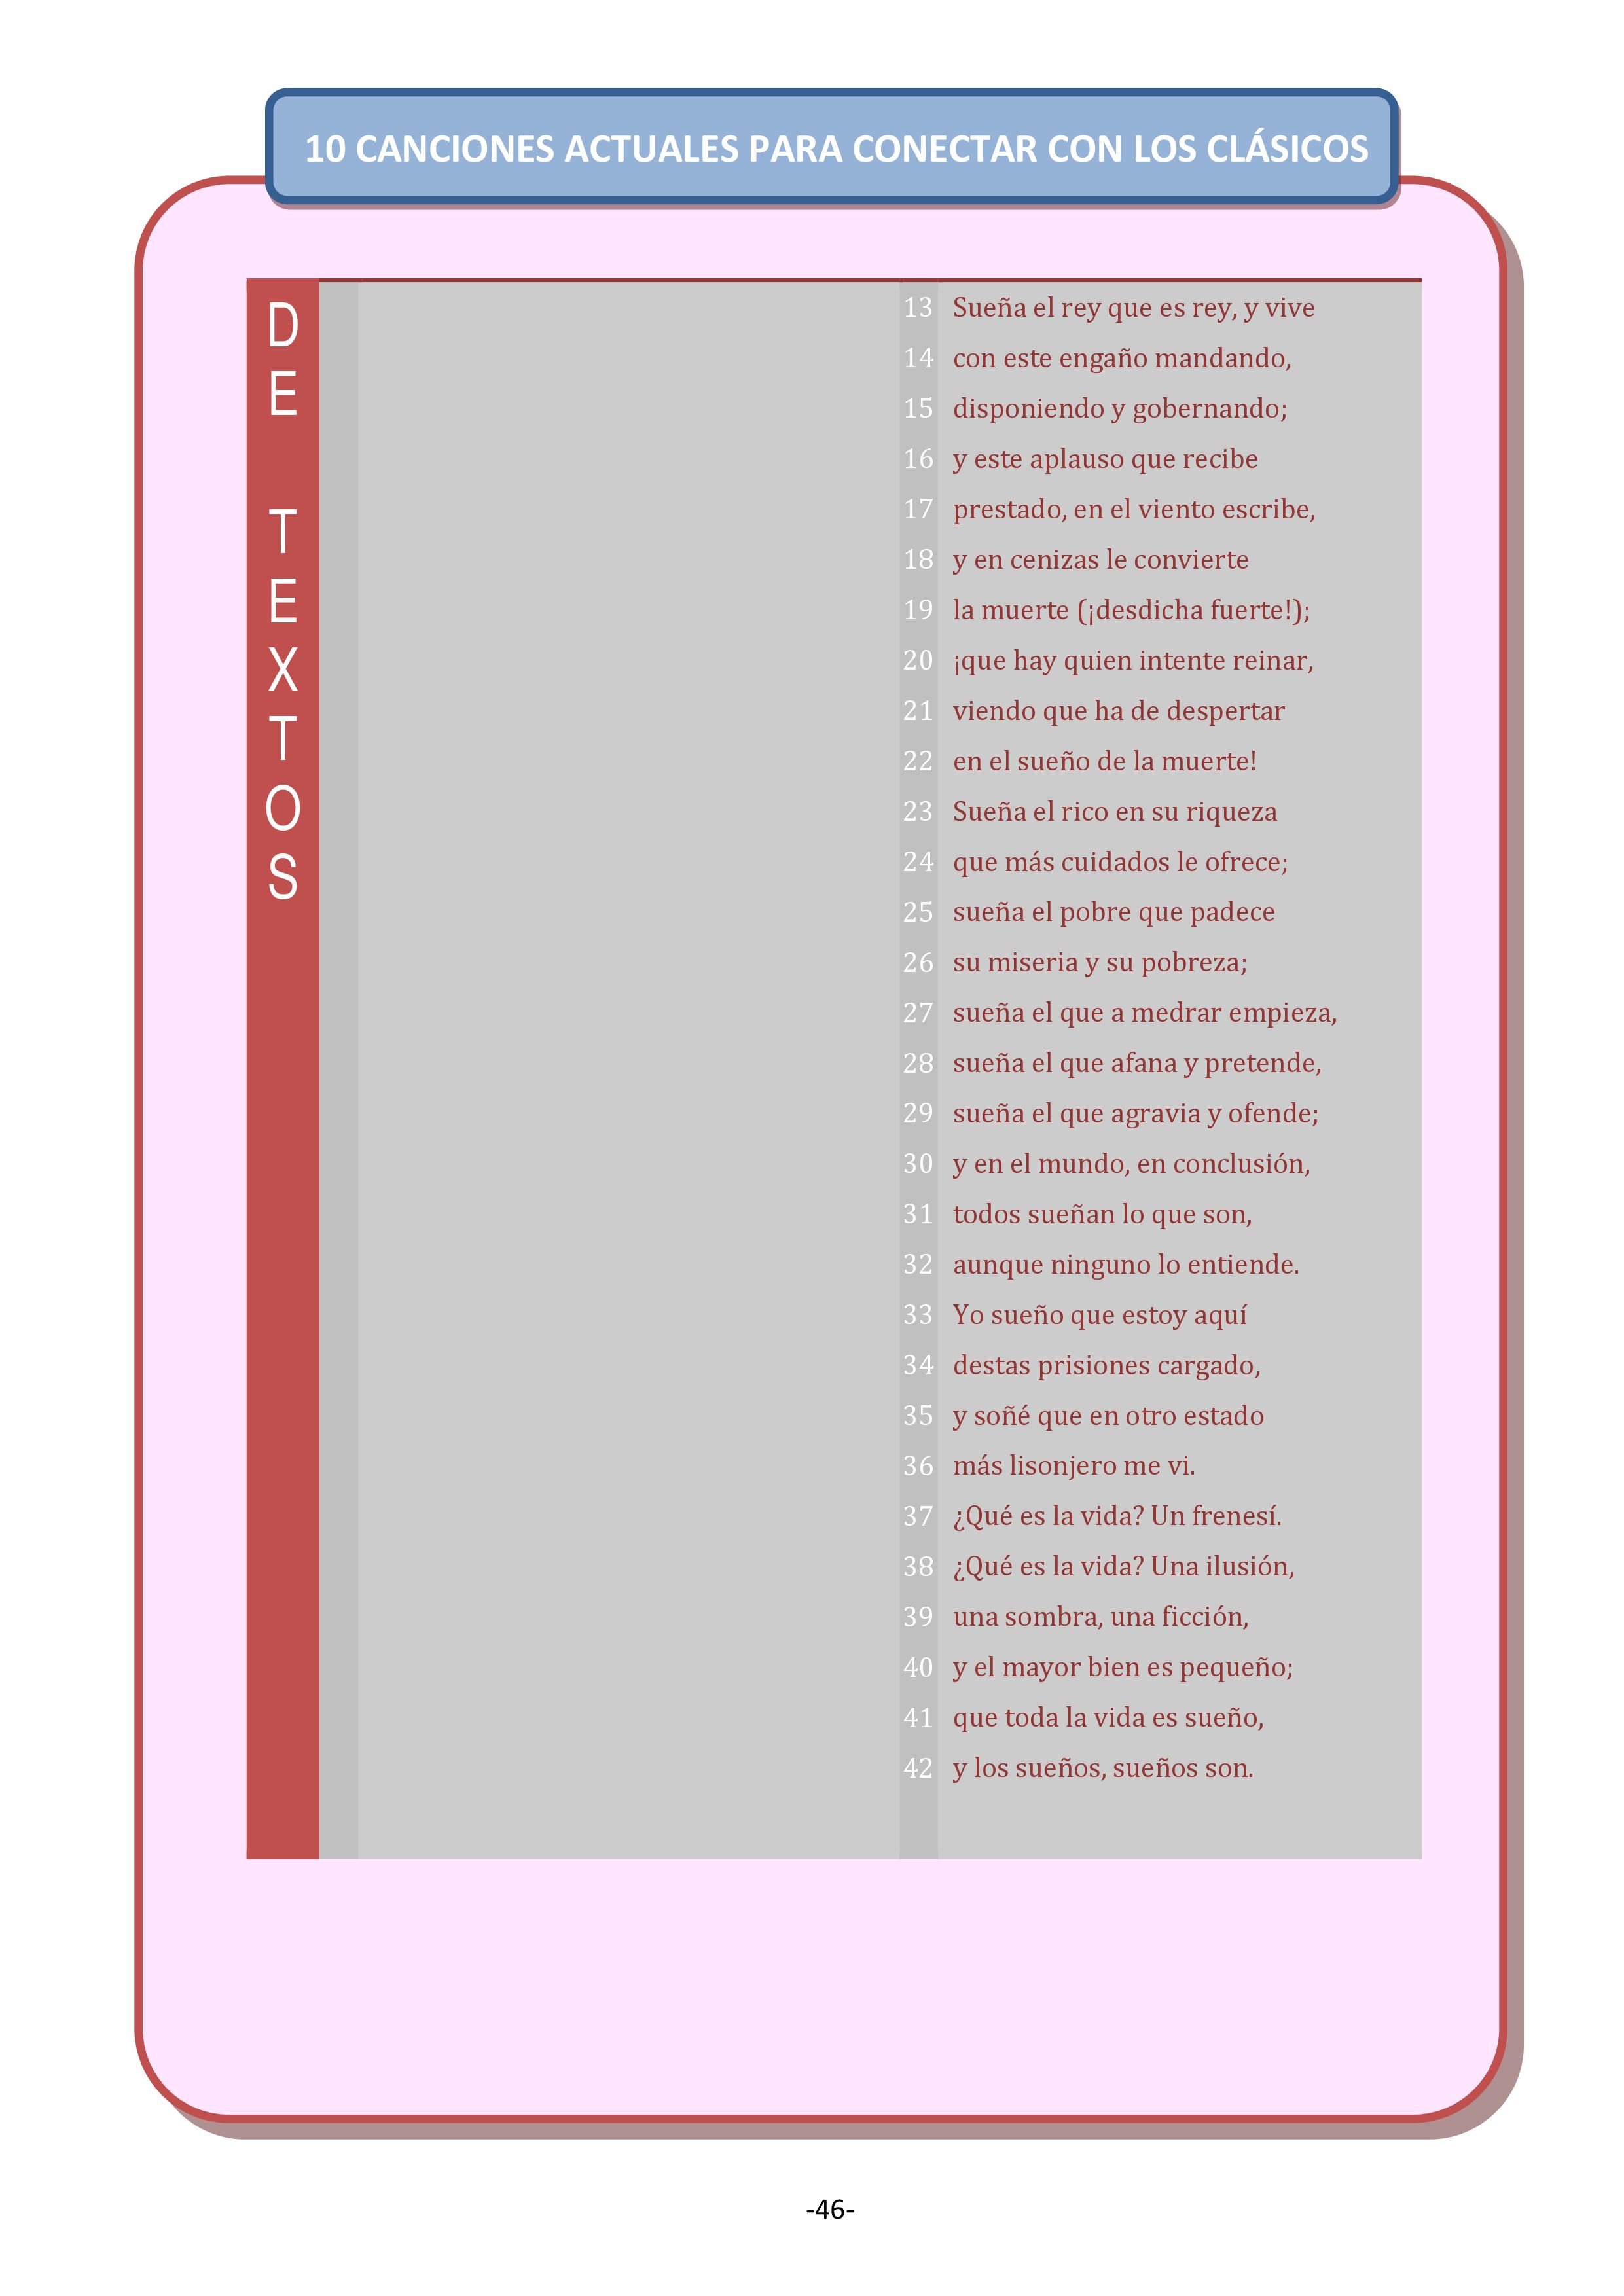 10 CANCIONES ACTUALES PARA CONECTAR CON LOS CLÁSICOS
D
E
T
E
X
T
O
S
13 Sueña el rey que es rey, y vive
14 con este engaño mandando,
15 disponiendo y gobernando;
16 y este aplauso que recibe
17 prestado, en el viento escribe,
18 y en cenizas le convierte
19 la muerte (¡desdicha fuerte!);
20 ¡que hay quien intente reinar,
21 viendo que ha de despertar
22 en el sueño de la muerte!
23 Sueña el rico en su riqueza
24 que más cuidados le ofrece;
25 sueña el pobre que padece
26 su miseria y su pobreza;
27 sueña el que a medrar empieza,
28 sueña el que afana y pretende,
29 sueña el que agravia y ofende;
30 y en el mundo, en conclusión,
31 todos sueñan lo que son,
32 aunque ninguno lo entiende.
33 Yo sueño que estoy aquí
34 destas prisiones cargado,
35 y soñé que en otro estado
36 más lisonjero me vi.
37 ¿Qué es la vida? Un frenesí.
38 ¿Qué es la vida? Una ilusión,
39 una sombra, una ficción,
40 y el mayor bien es pequeño;
41 que toda la vida es sueño,
42 y los sueños, sueños son.
-46-